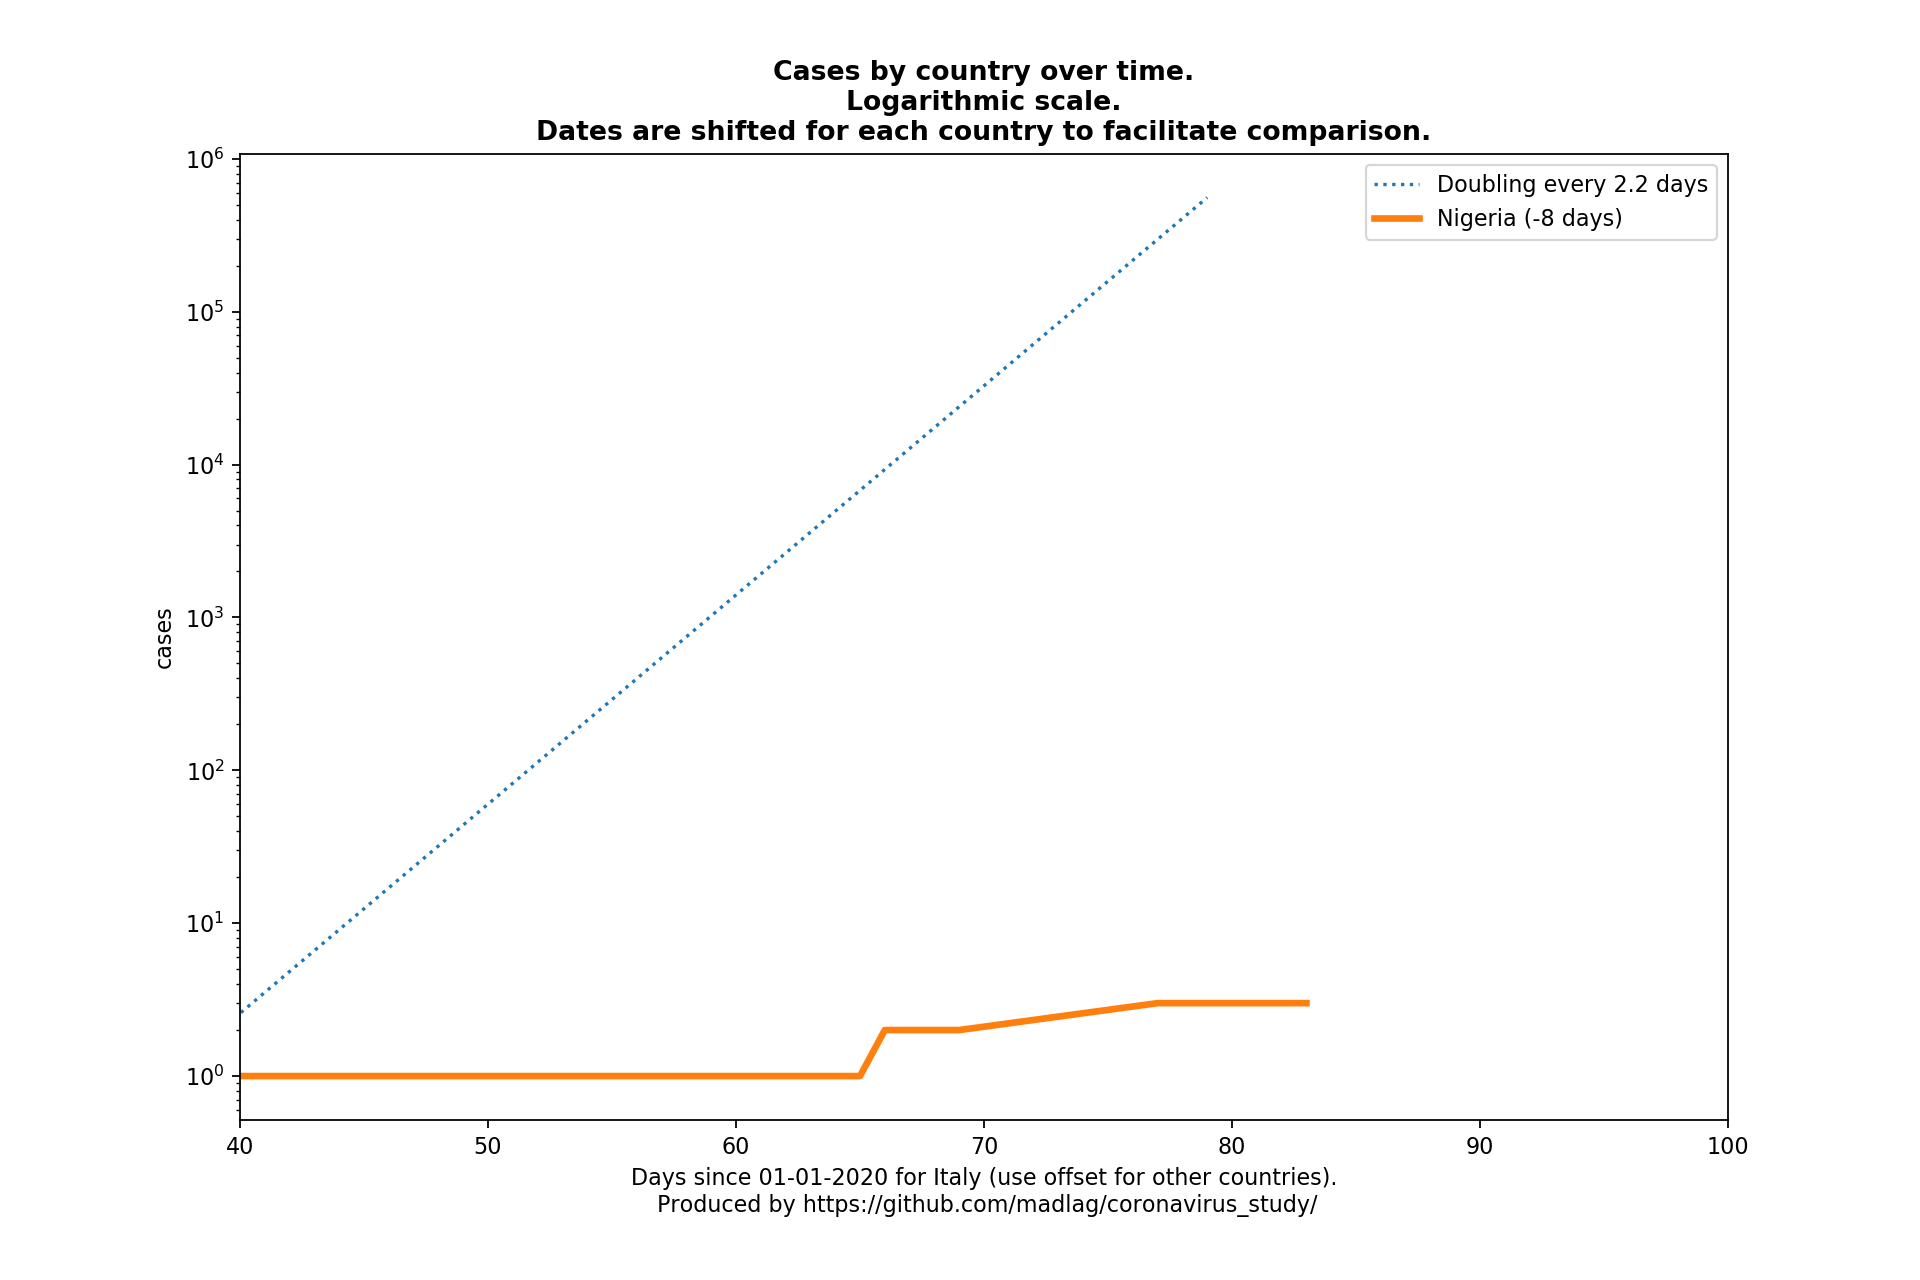 Cases by country over time.
Logarithmic scale.
Dates are shifted for each country to facilitate comparison.
Doubling every 2.2 days
Nigeria (-8 days)
10^6
10^5
10^4
10^3
10^2
10^1
10^0
cases
40 50 60 70 80 90 100
Days since 01-01-2020 for Italy (use offset for other countries).
Produced by https://github.com/madlag/coronavirus_study/